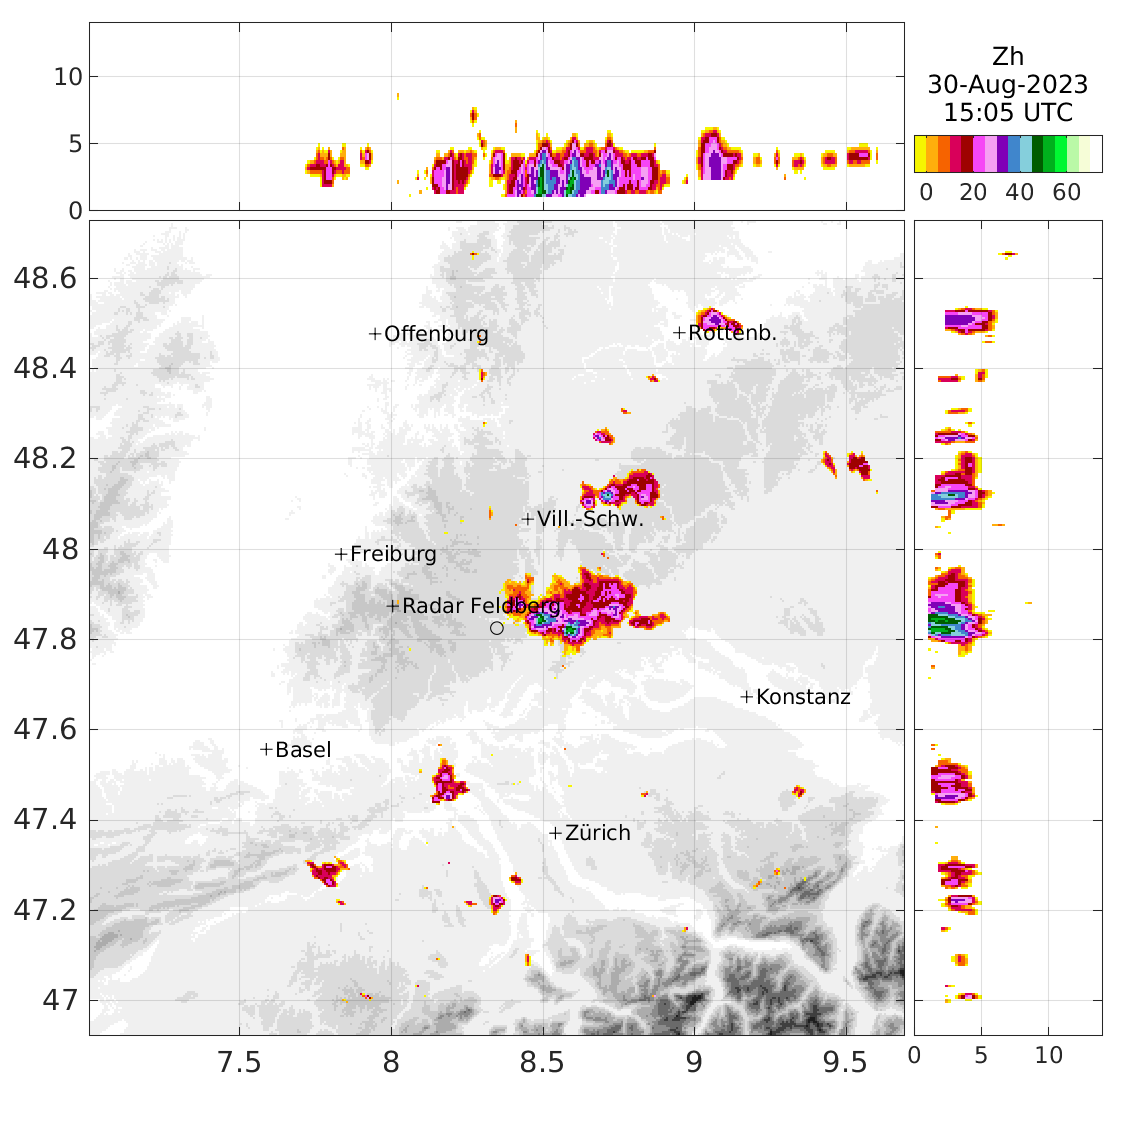 10
5
0
Zh
30-Aug-2023
15:05 UTC
0 20 40 60
48.6
48.4
48.2
48
47.8
47.6
47.4
47.2
47
+Offenburg
+Rottenb.
+Vill.-Schw.
+Freiburg
+Radar Feldberg
+Konstanz
+Basel
+Zürich
7.5 8 8.5 9 9.5
0 5 10